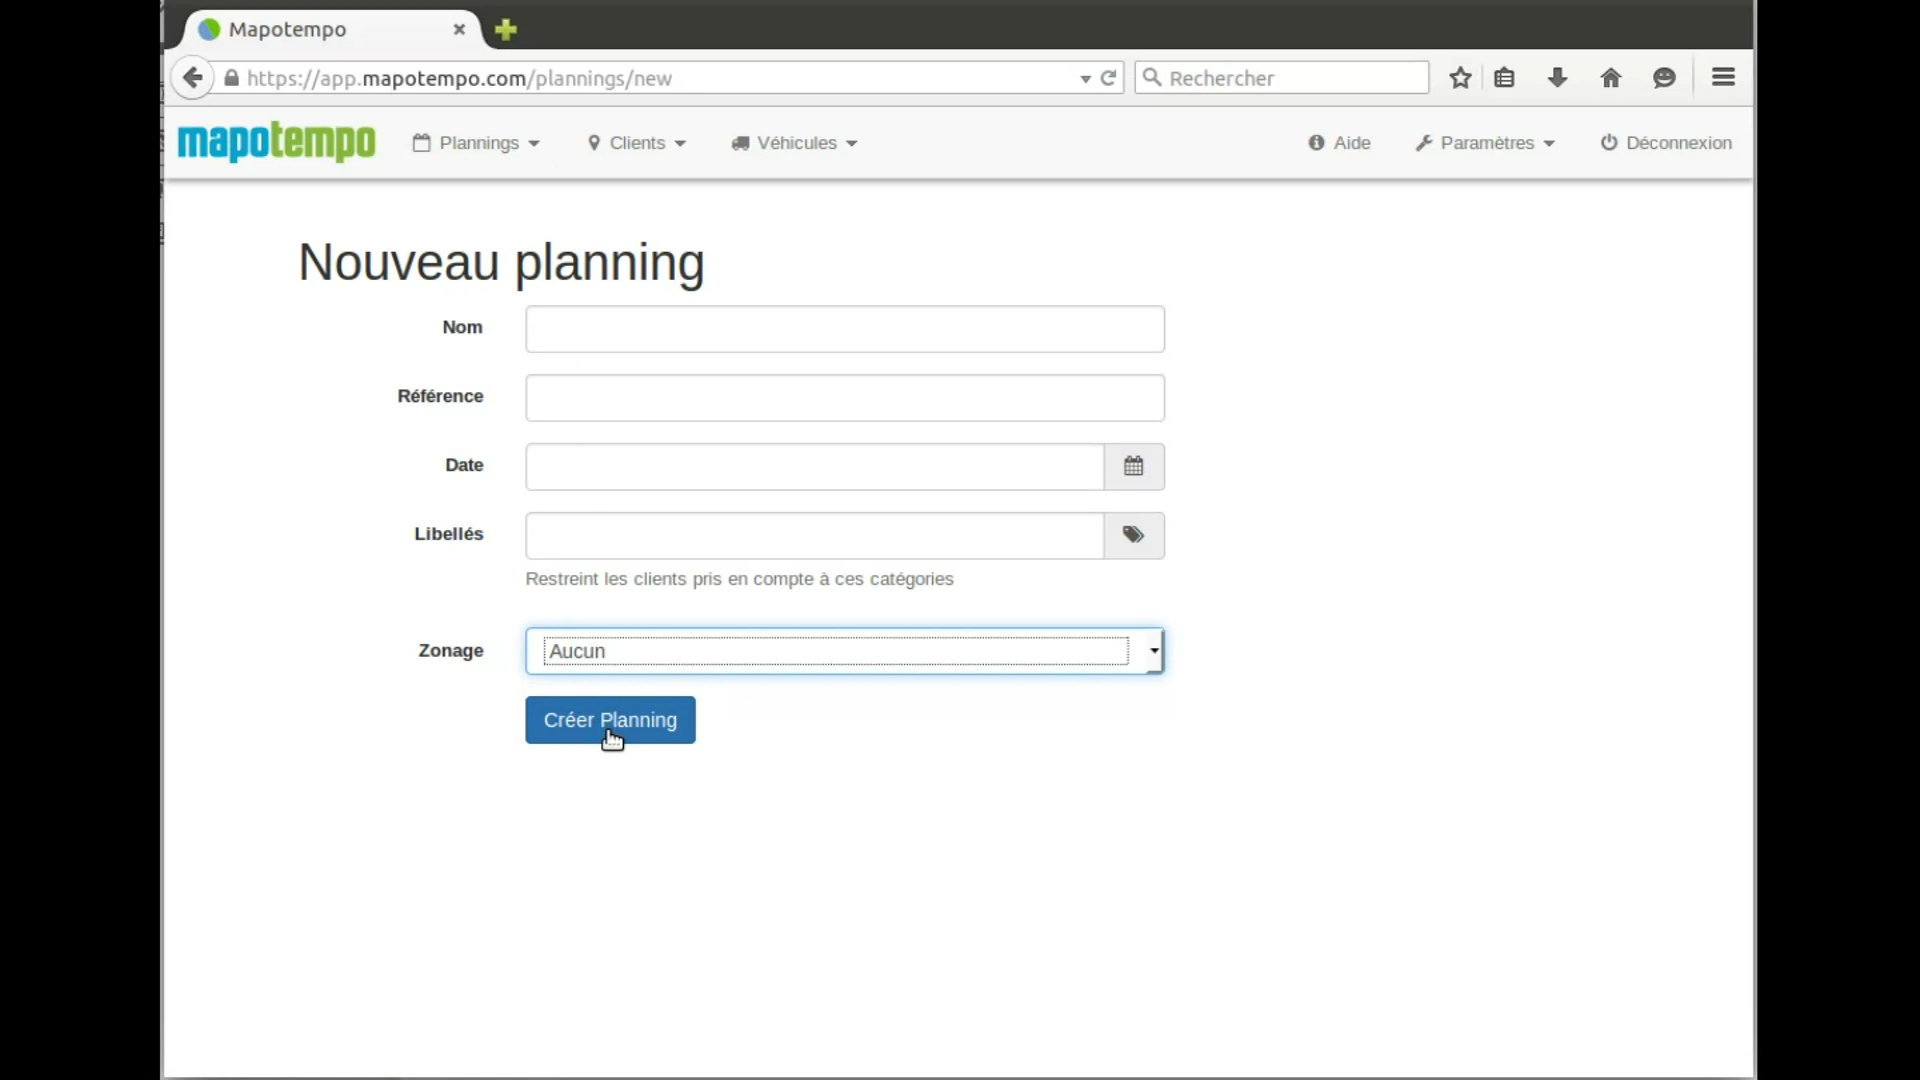 Mapotempo
https://app.mapotempo.com/plannings/new
Rechercher
mapotempo
Plannings
Clients
Véhicules
Aide
Paramètres
Déconnexion
Nouveau planning
Nom
Référence
Date
Libellés
Restreint les clients pris en compte à ces catégories
Zonage
Aucun
Créer Planning